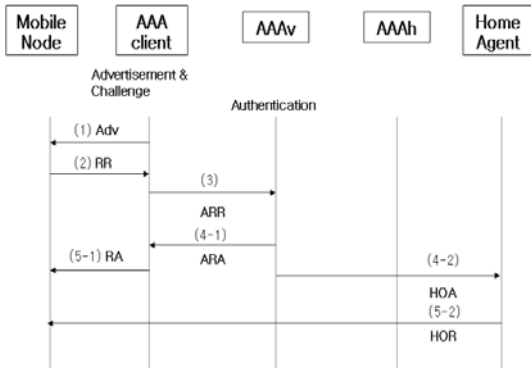 Mobile
Node
AAA
client
AAAv
AAAh
Home
Agent
Advertisement &
Challenge
Authentication
(1) Adv
(2) RR
(3)
ARR
(4-1)
(5-1) RA
ARA
(4-2)
HOA
(5-2)
HOR